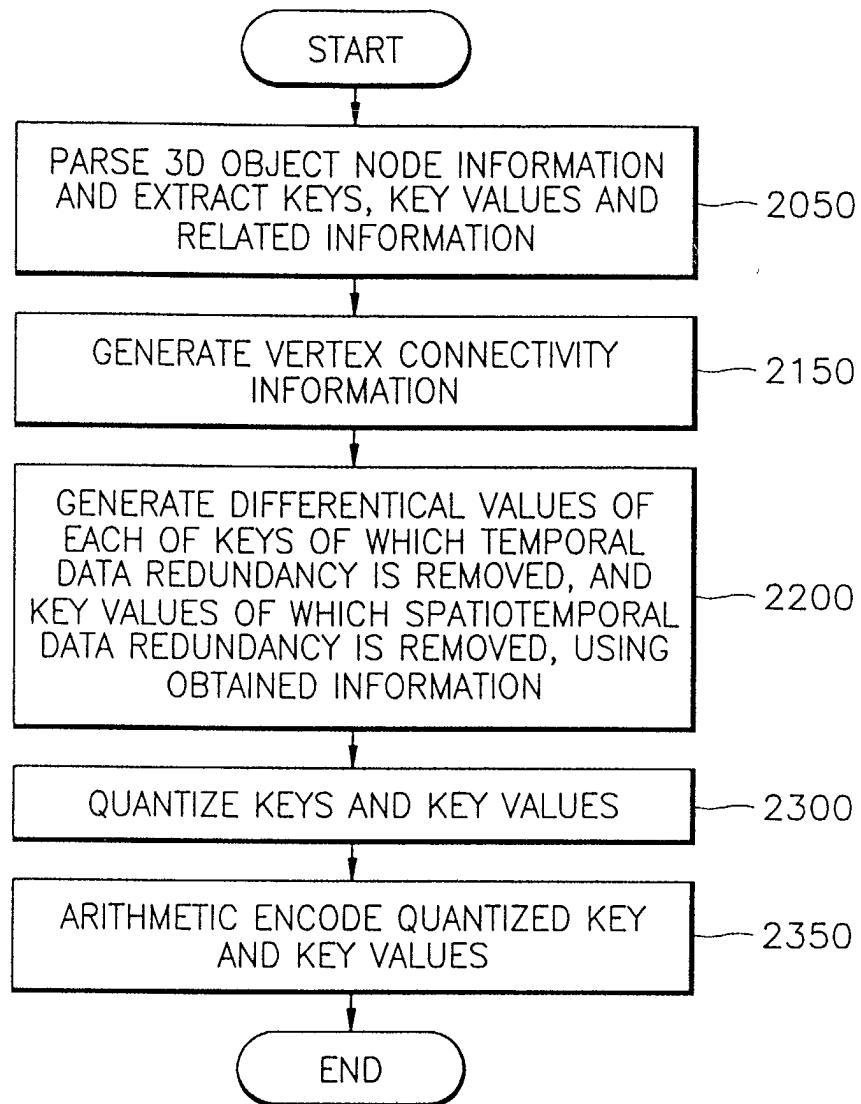 START
PARSE 3D OBJECT NODE INFORMATION
AND EXTRACT KEYS, KEY VALUES AND
RELATED INFORMATION
2050
GENERATE VERTEX CONNECTIVITY
INFORMATION
2150
GENERATE DIFFERENTICAL VALUES OF
EACH OF KEYS OF WHICH TEMPORAL
DATA REDUNDANCY IS REMOVED, AND
KEY VALUES OF WHICH SPATIOTEMPORAL
DATA REDUNDANCY IS REMOVED, USING
OBTAINED INFORMATION
2200
QUANTIZE KEYS AND KEY VALUES
2300
ARITHMETIC ENCODE QUANTIZED KEY
AND KEY VALUES
2350
END